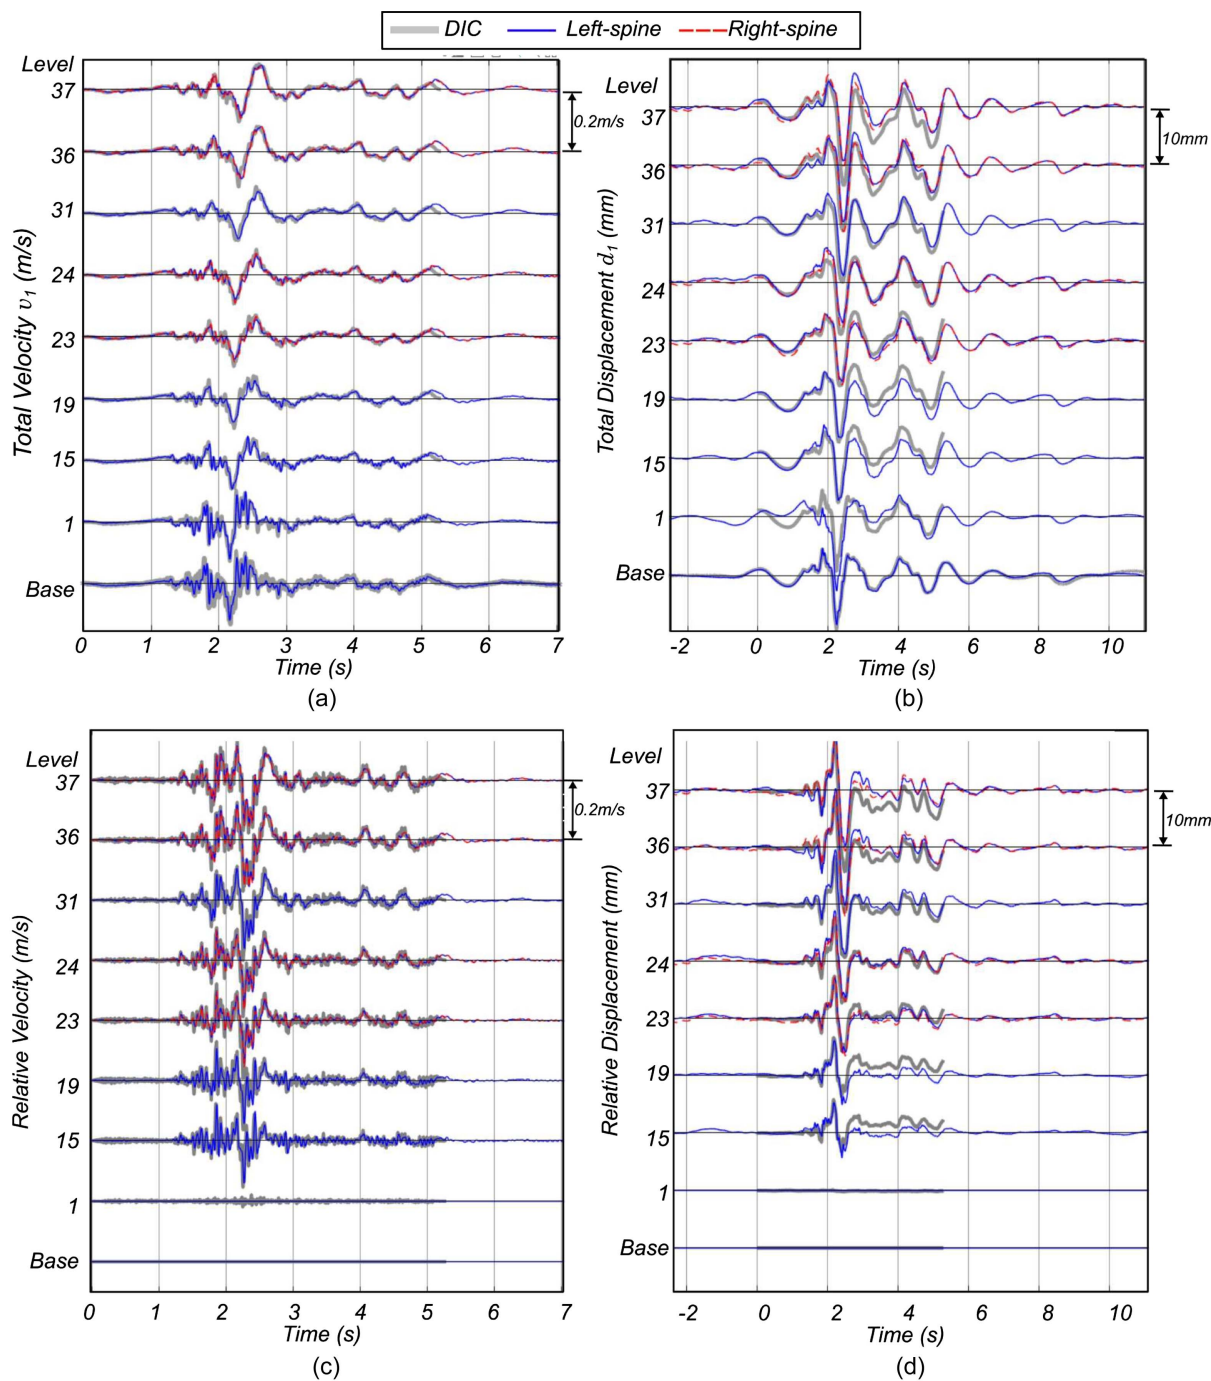 DIC Left-spine Right-spine
Level
37
36
31
24
23
19
15
1
Base
Total Velocity υ1 (m/s)
0.2m/s
0 1 2 3 4 5 6 7
Time (s)
(a)
Level
37
36
31
24
23
19
15
1
Base
Total Displacement d1 (mm)
10mm
-2 0 2 4 6 8 10
Time (s)
(b)
Level
37
36
31
24
23
19
15
1
Base
Relative Velocity (m/s)
0.2m/s
0 1 2 3 4 5 6 7
Time (s)
(c)
Level
37
36
31
24
23
19
15
1
Base
Relative Displacement (mm)
10mm
-2 0 2 4 6 8 10
Time (s)
(d)